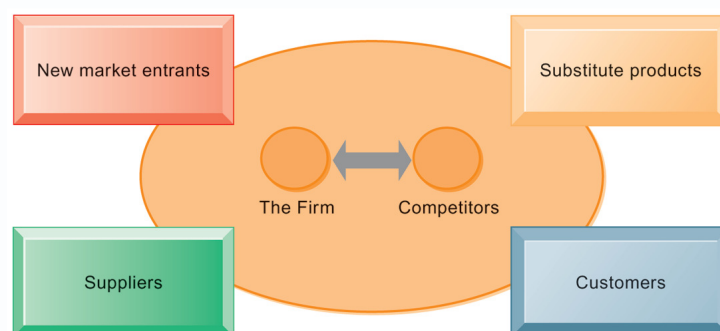 New market entrants
Substitute products
The Firm
Competitors
Suppliers
Customers